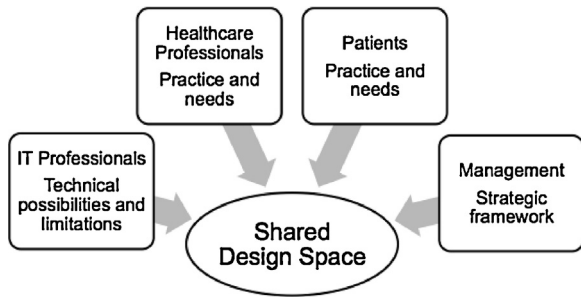 Healthcare
Professionals
Practice and
needs
Patients
Practice and
needs
IT Professionals
Technical
possibilities and
limitations
Management
Strategic
framework
Shared
Design Space